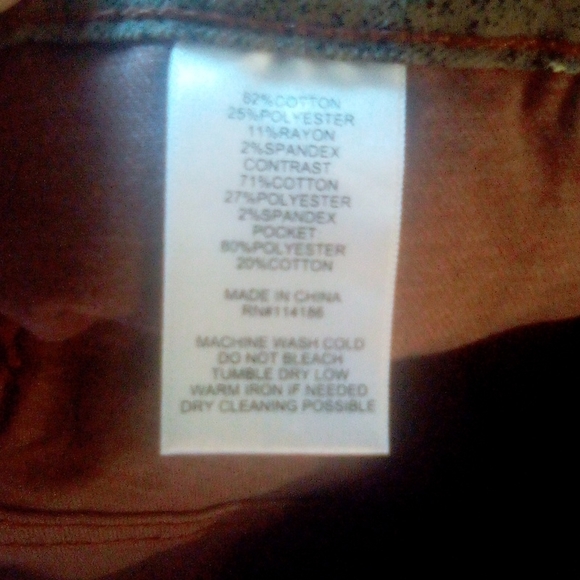 62%COTTON
25%POLYESTER
11%RAYON
2%SPANDEX
CONTRAST
71%COTTON
27%POLYESTER
2%SPANDEX
POCKET
80%POLYESTER
20%COTTON
MADE IN CHINA
RN#114186
MACHINE WASH COLD
DO NOT BLEACH
TUMBLE DRY LOW
WARM IRON IF NEEDED
DRY CLEANING POSSIBLE